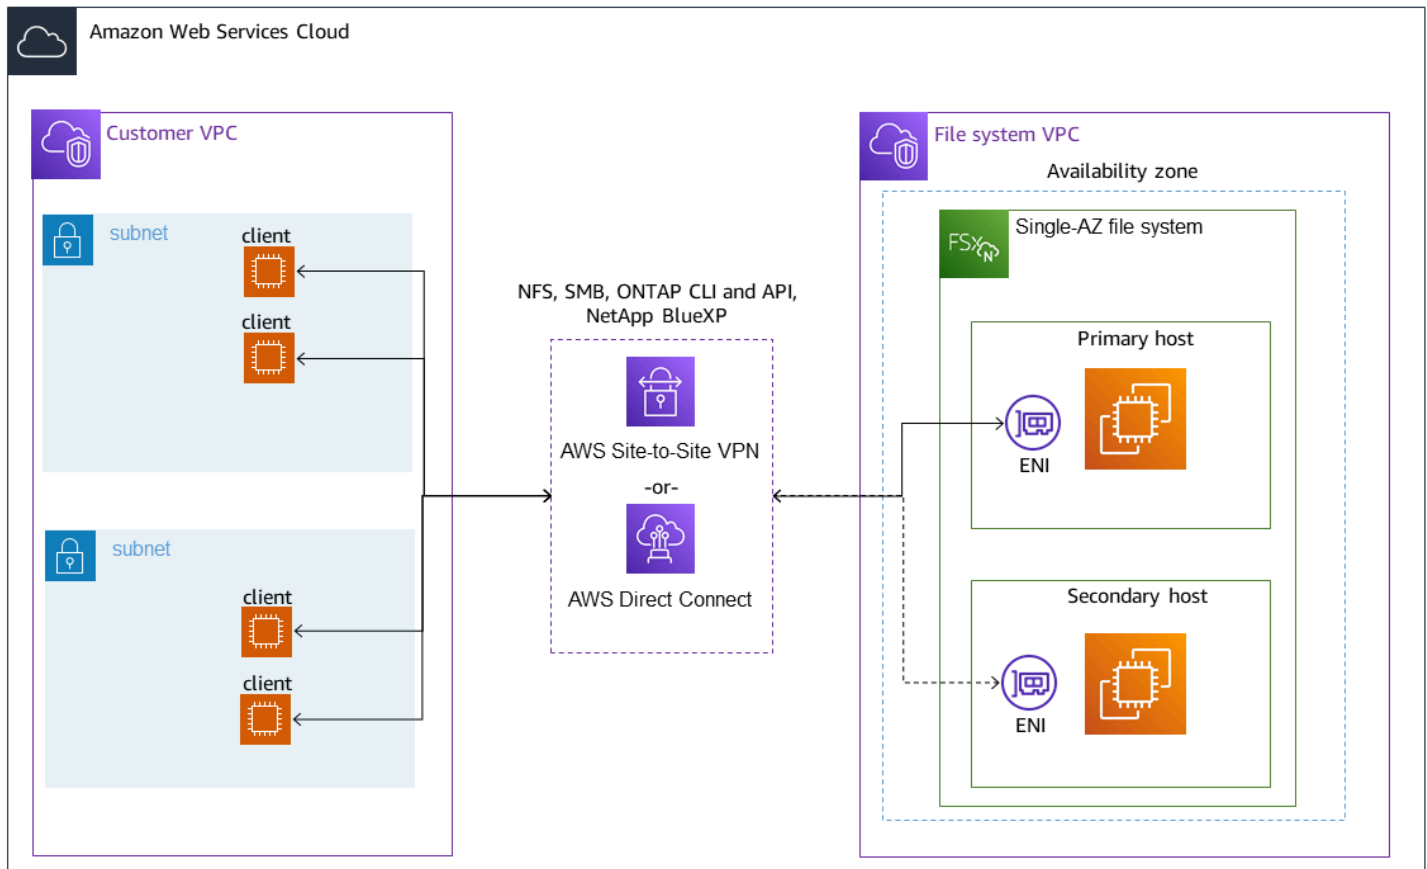 Amazon Web Services Cloud
Customer VPC
subnet
client
client
subnet
client
client
NFS, SMB, ONTAP CLI and API,
NetApp BlueXP
AWS Site-to-Site VPN
-or-
AWS Direct Connect
File system VPC
Availability zone
FSx
N
Single-AZ file system
Primary host
ENI
Secondary host
ENI